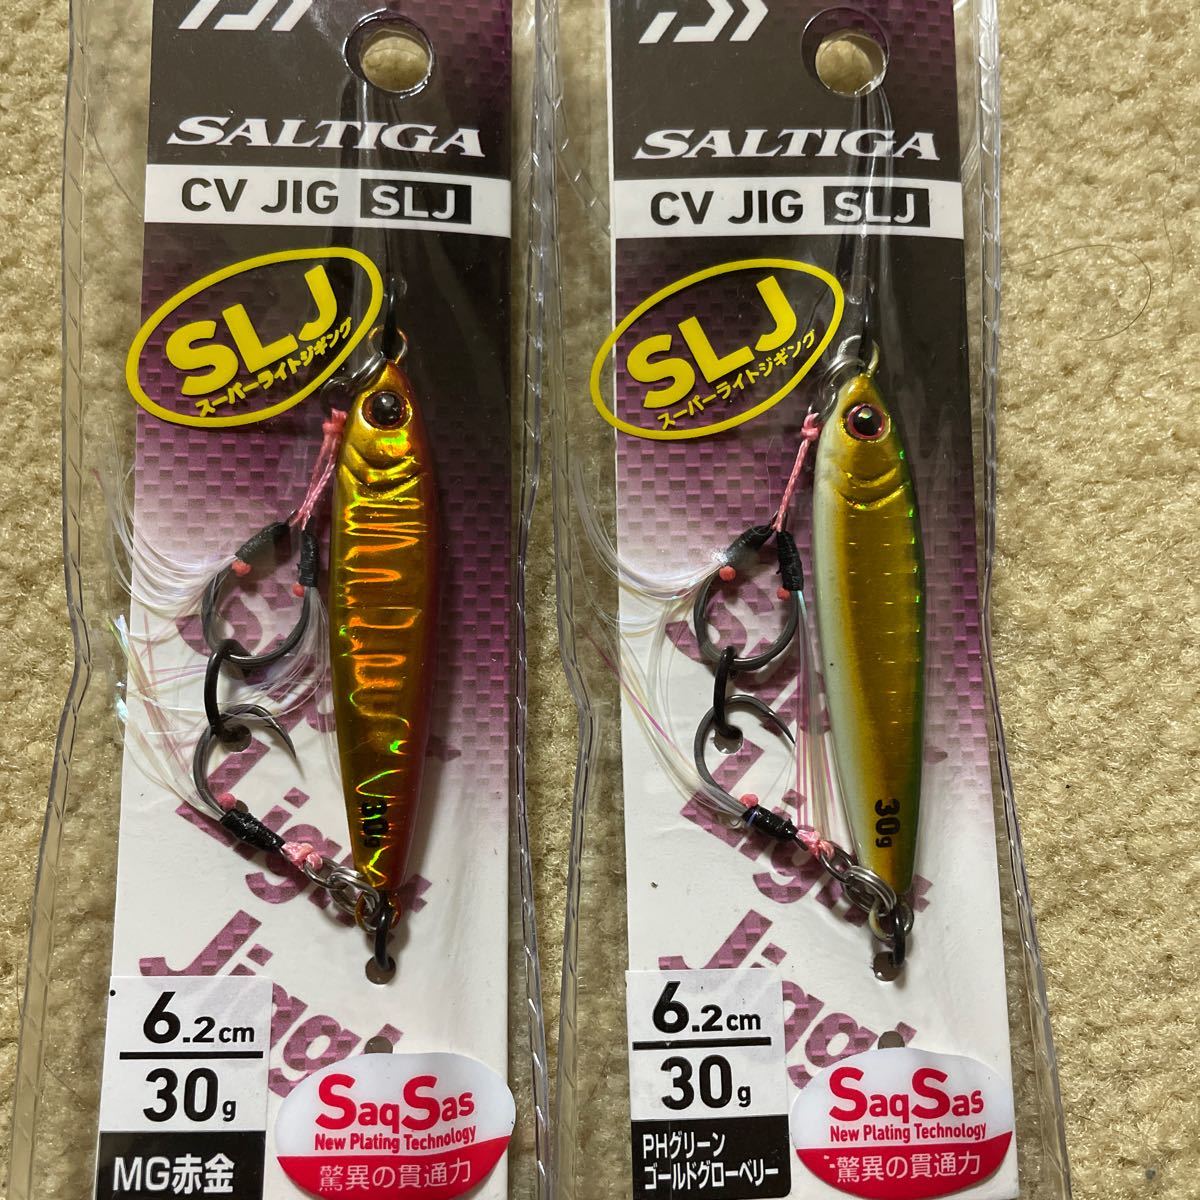 SALTIGA
CV JIG SLJ
SLJ
スーパーライトジギング
30g
6.2cm
30g
MG赤金
SaqSas
New Plating Technology
驚異の貫通力
SALTIGA
CV JIG SLJ
SLJ
スーパーライトジギング
30g
6.2cm
30g
PHグリーン
ゴールドグローベリー
SaqSas
New Plating Technology
驚異の貫通力
Light
Jigging
Light
Jigging